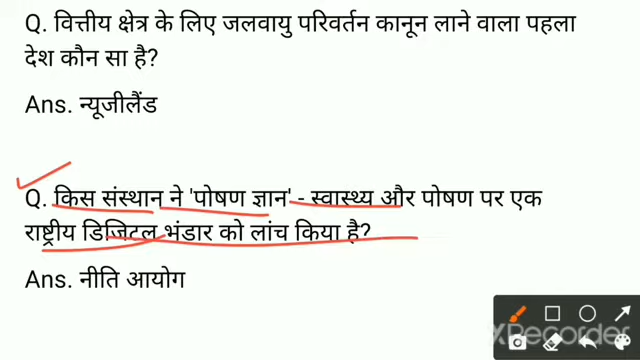 Q. वित्तीय क्षेत्र के लिए जलवायु परिवर्तन कानून लाने वाला पहला
देश कौन सा है?
Ans. न्यूजीलैंड
Q. किस संस्थान ने 'पोषण ज्ञान' - स्वास्थ्य और पोषण पर एक
राष्ट्रीय डिजिटल भंडार को लांच किया है?
Ans. नीति आयोग
XRecorder